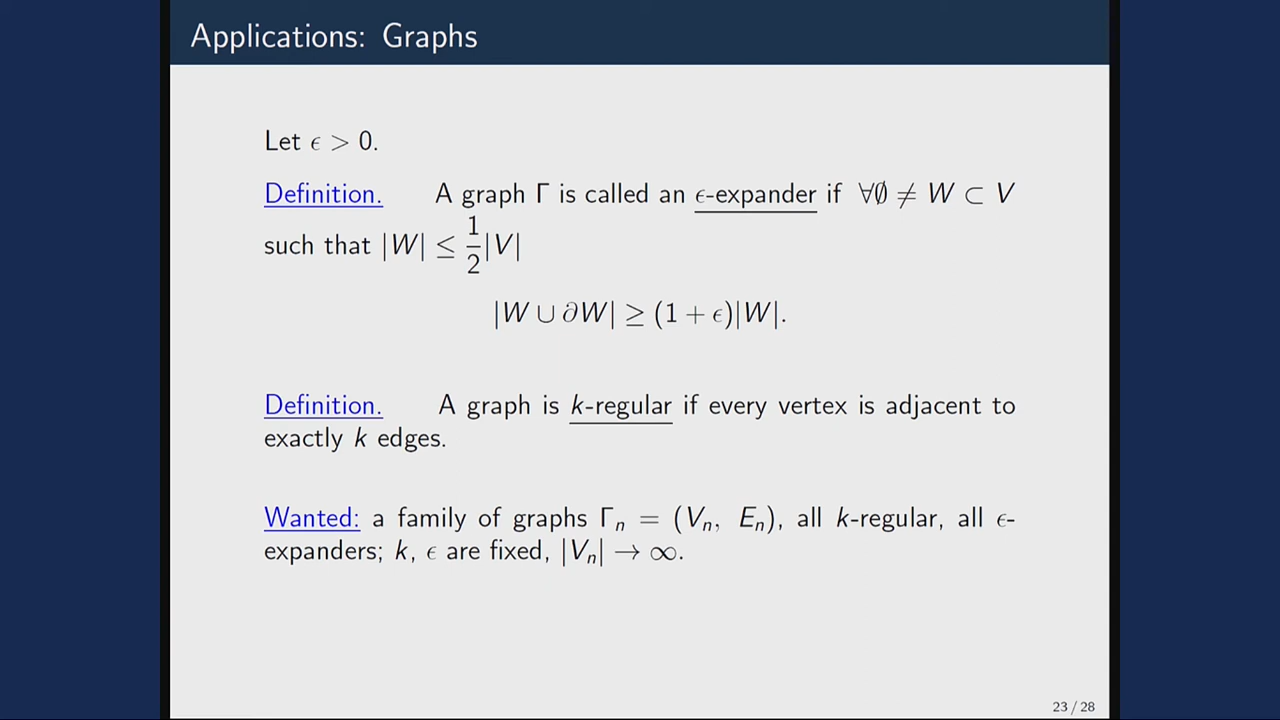 Applications: Graphs
Let ϵ > 0.
Definition. A graph Γ is called an ϵ-expander if ∀∅ ≠ W ⊂ V
such that |W| ≤ 1/2|V|
|W ∪ ∂W| ≥ (1 + ϵ)|W|.
Definition. A graph is k-regular if every vertex is adjacent to
exactly k edges.
Wanted: a family of graphs Γₙ = (Vₙ, Eₙ), all k-regular, all ϵ-
expanders; k, ϵ are fixed, |Vₙ| → ∞.
23 / 28